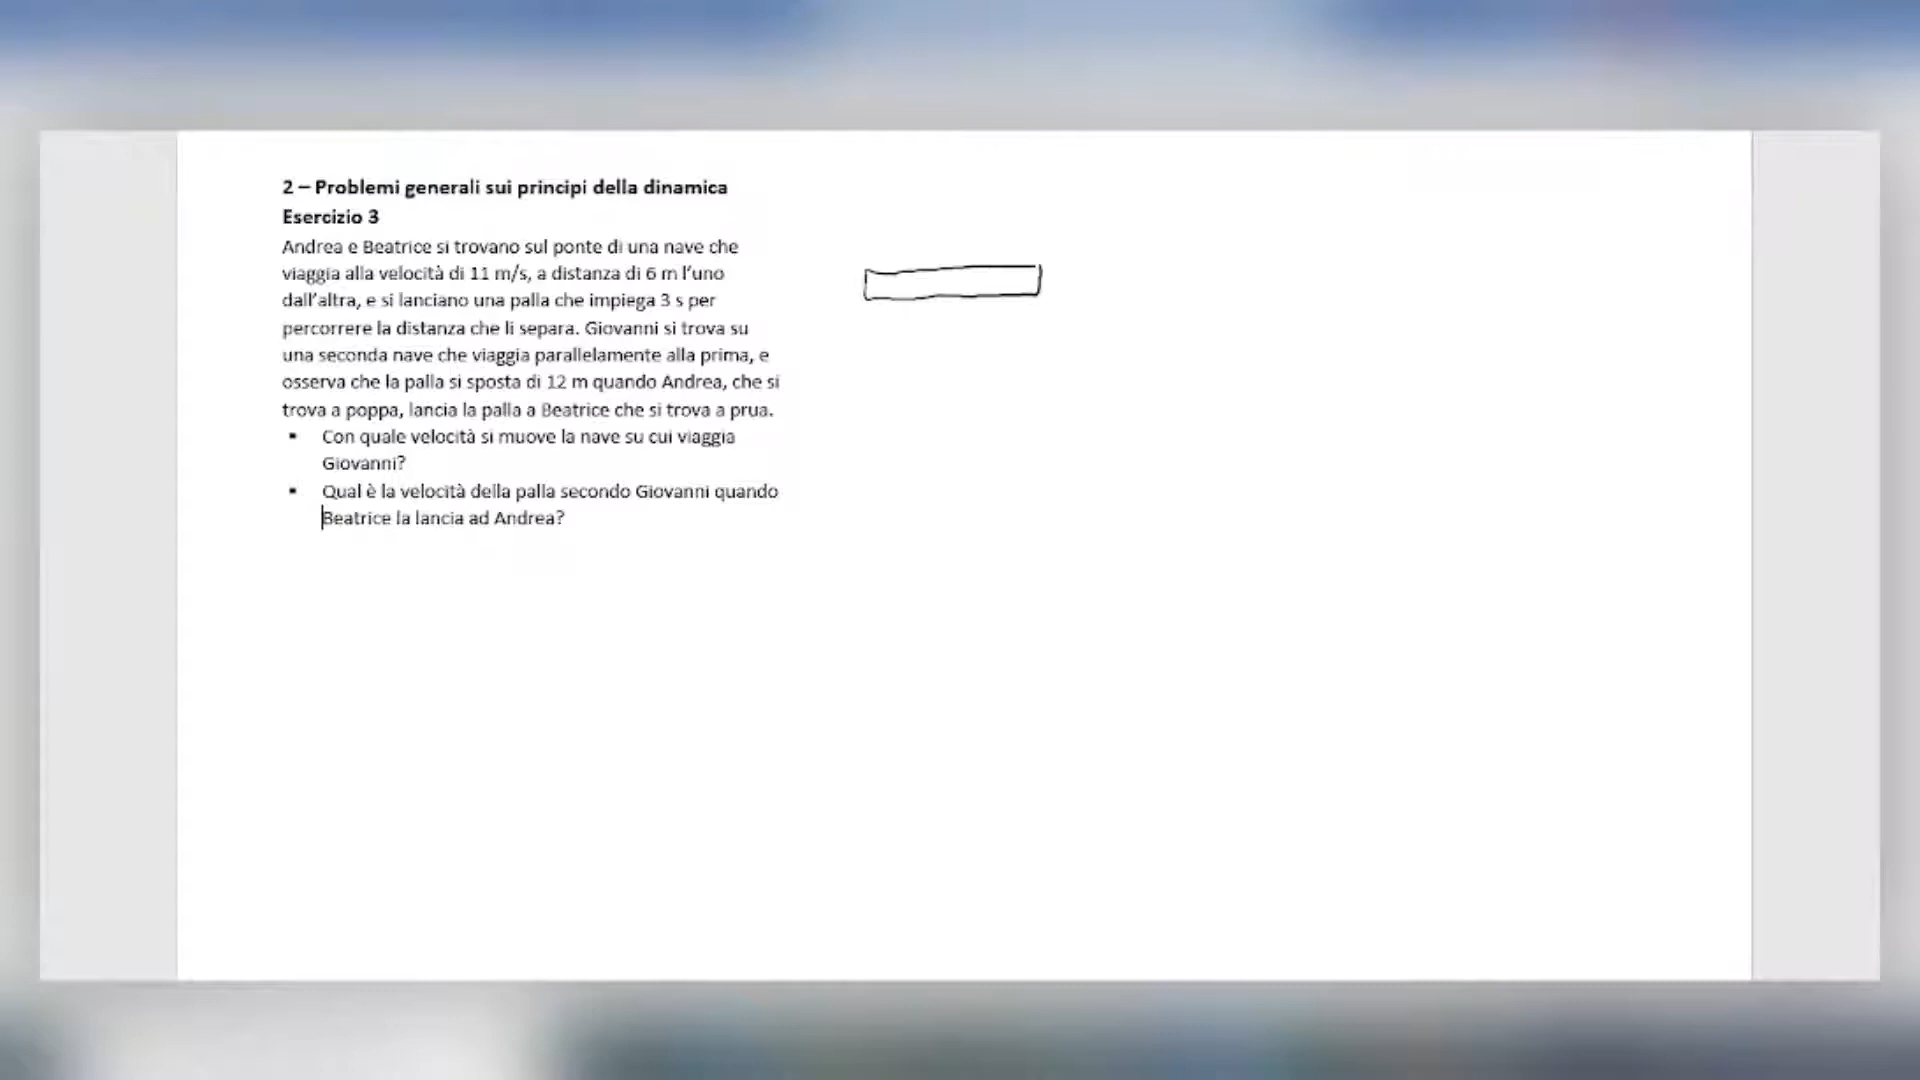 2 – Problemi generali sui principi della dinamica
Esercizio 3
Andrea e Beatrice si trovano sul ponte di una nave che
viaggia alla velocità di 11 m/s, a distanza di 6 m l’uno
dall’altra, e si lanciano una palla che impiega 3 s per
percorrere la distanza che li separa. Giovanni si trova su
una seconda nave che viaggia parallelamente alla prima, e
osserva che la palla si sposta di 12 m quando Andrea, che si
trova a poppa, lancia la palla a Beatrice che si trova a prua.
▪ Con quale velocità si muove la nave su cui viaggia
Giovanni?
▪ Qual è la velocità della palla secondo Giovanni quando
Beatrice la lancia ad Andrea?